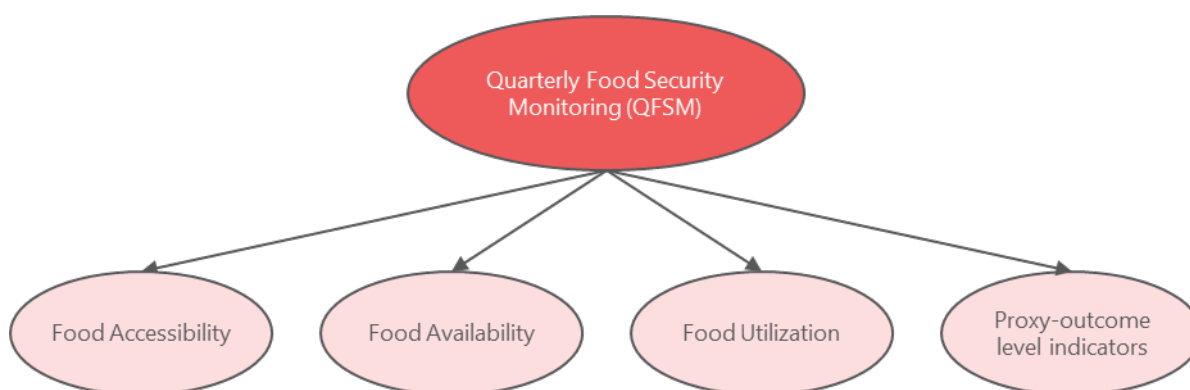 Quarterly Food Security
Monitoring (QFSM)
Food Accessibility
Food Availability
Food Utilization
Proxy-outcome
level indicators